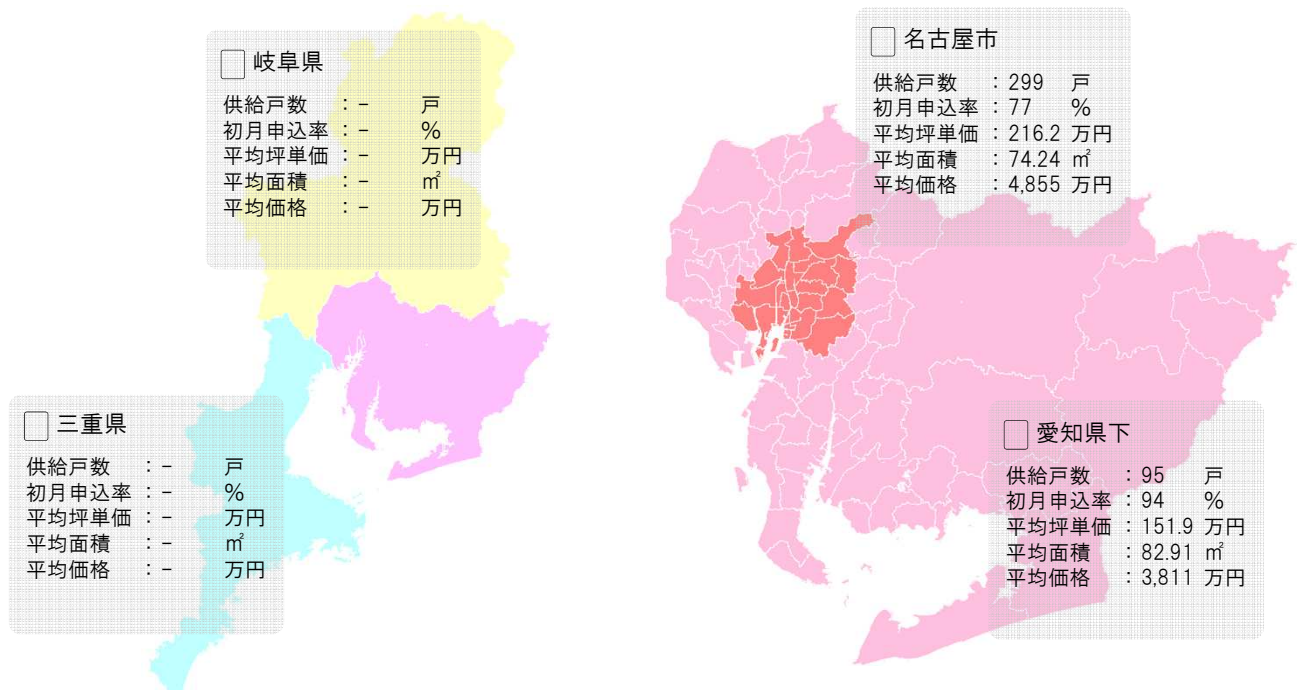 岐阜県
供給戸数 : - 戸
初月申込率 : - %
平均坪単価 : - 万円
平均面積 : - ㎡
平均価格 : - 万円
三重県
供給戸数 : - 戸
初月申込率 : - %
平均坪単価 : - 万円
平均面積 : - ㎡
平均価格 : - 万円
名古屋市
供給戸数 : 299 戸
初月申込率 : 77 %
平均坪単価 : 216.2 万円
平均面積 : 74.24 ㎡
平均価格 : 4,855 万円
愛知県下
供給戸数 : 95 戸
初月申込率 : 94 %
平均坪単価 : 151.9 万円
平均面積 : 82.91 ㎡
平均価格 : 3,811 万円